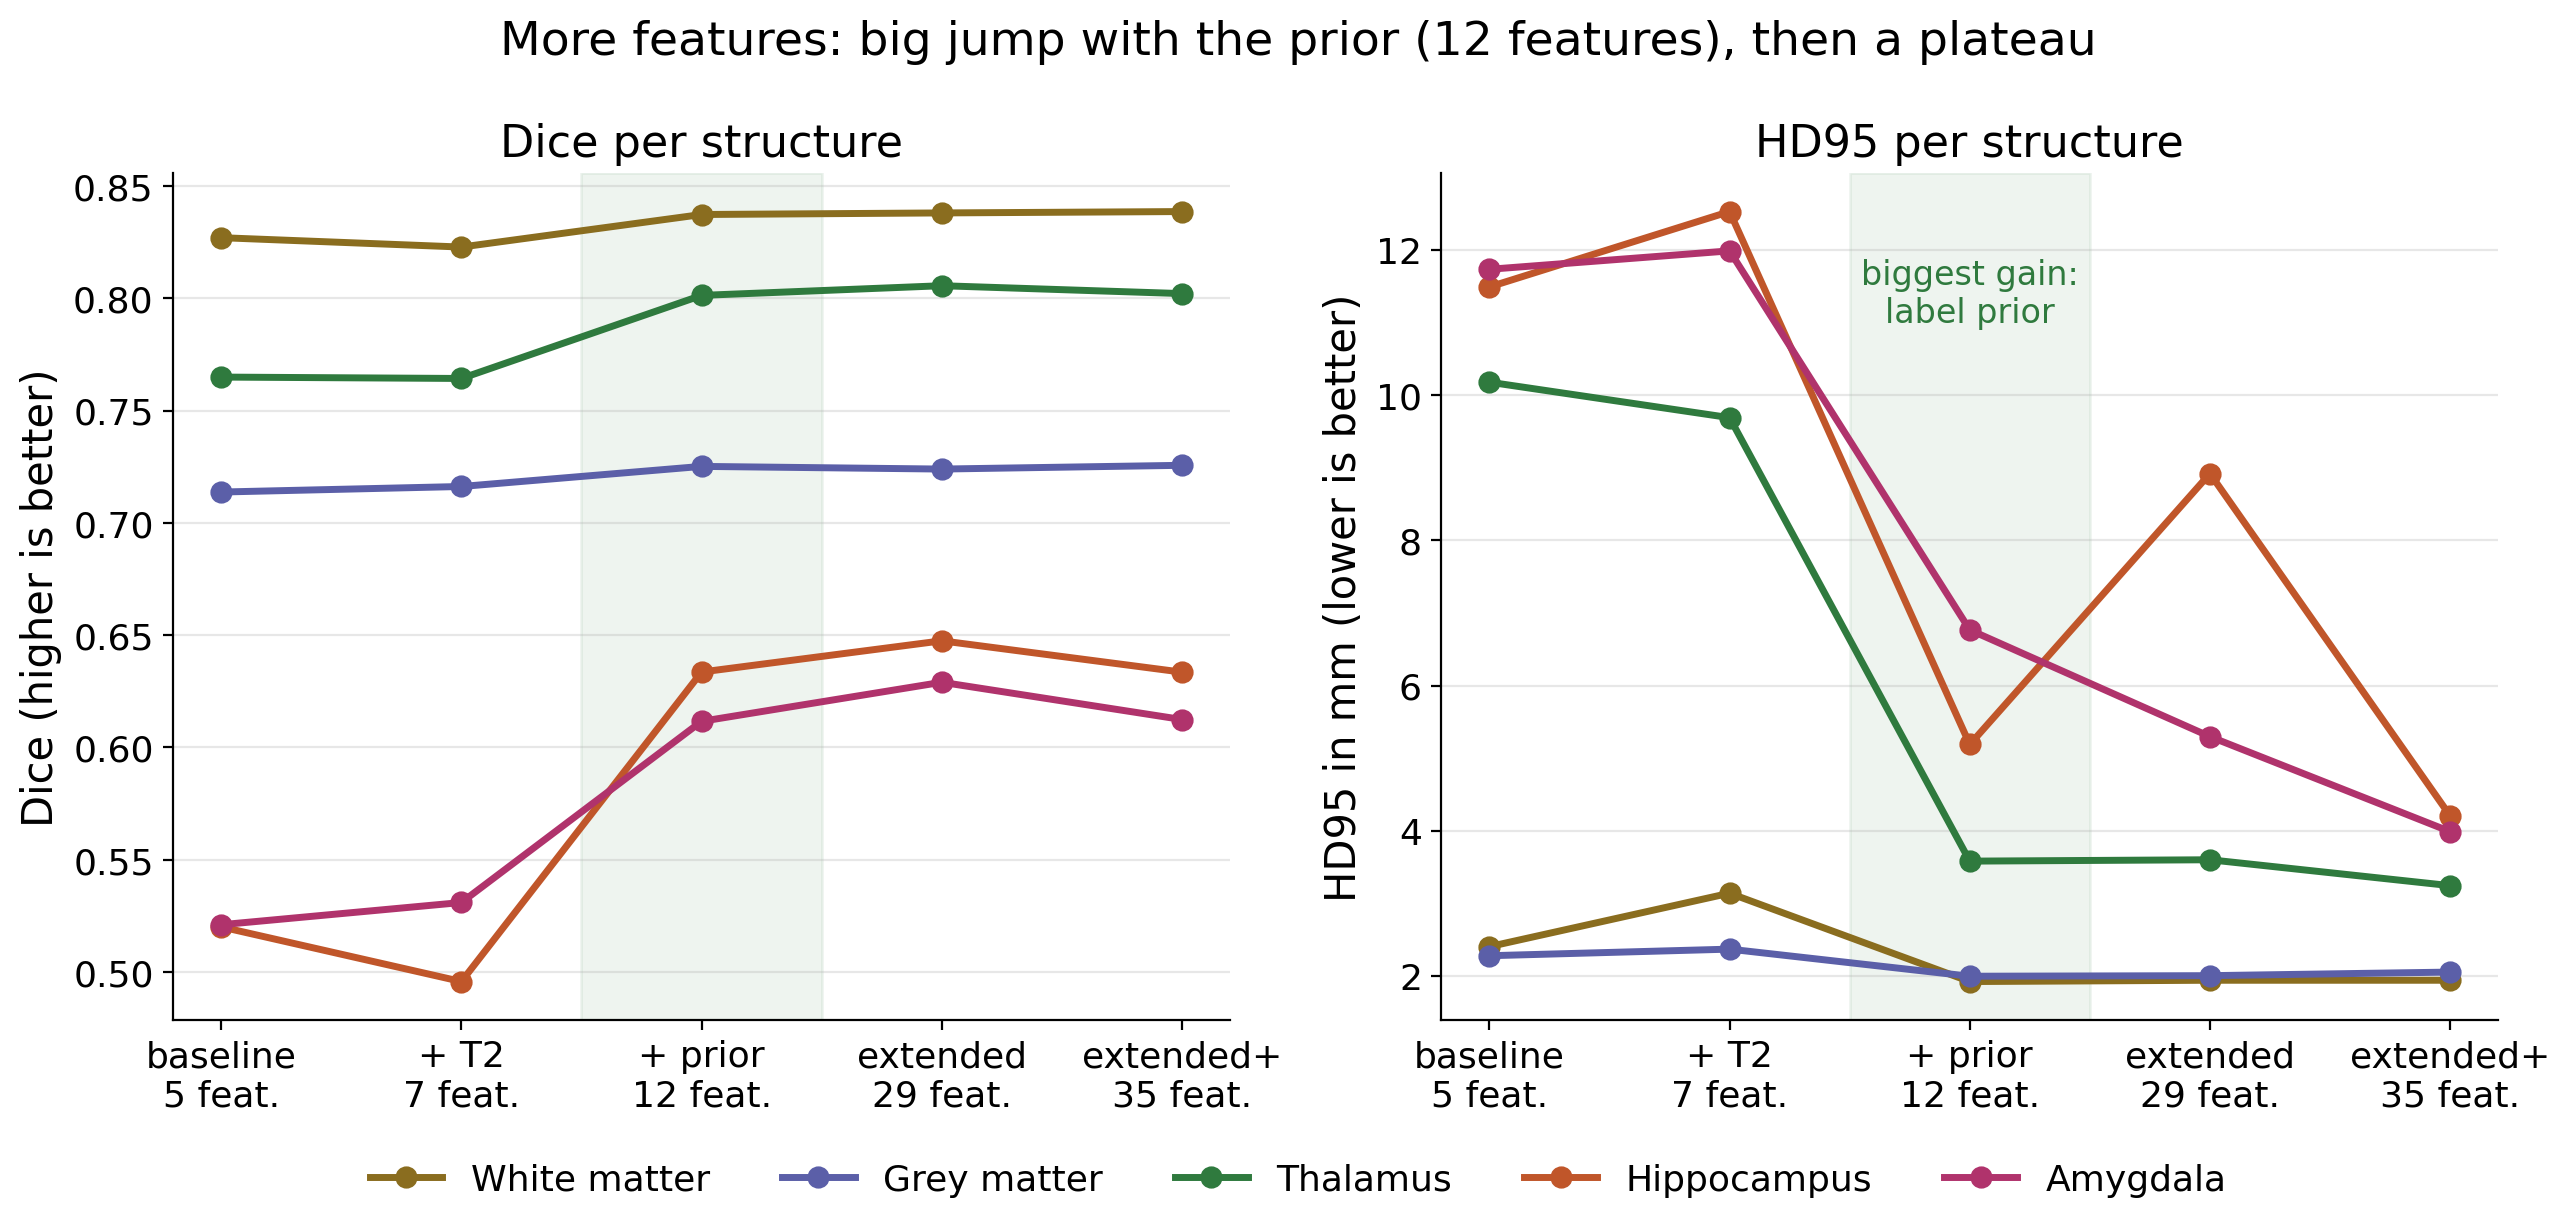 More features: big jump with the prior (12 features), then a plateau
Dice per structure
Dice (higher is better)
0.85
0.80
0.75
0.70
0.65
0.60
0.55
0.50
baseline
5 feat.
+ T2
7 feat.
+ prior
12 feat.
extended
29 feat.
extended+
35 feat.
HD95 per structure
HD95 in mm (lower is better)
12
10
8
6
4
2
biggest gain:
label prior
baseline
5 feat.
+ T2
7 feat.
+ prior
12 feat.
extended
29 feat.
extended+
35 feat.
White matter
Grey matter
Thalamus
Hippocampus
Amygdala